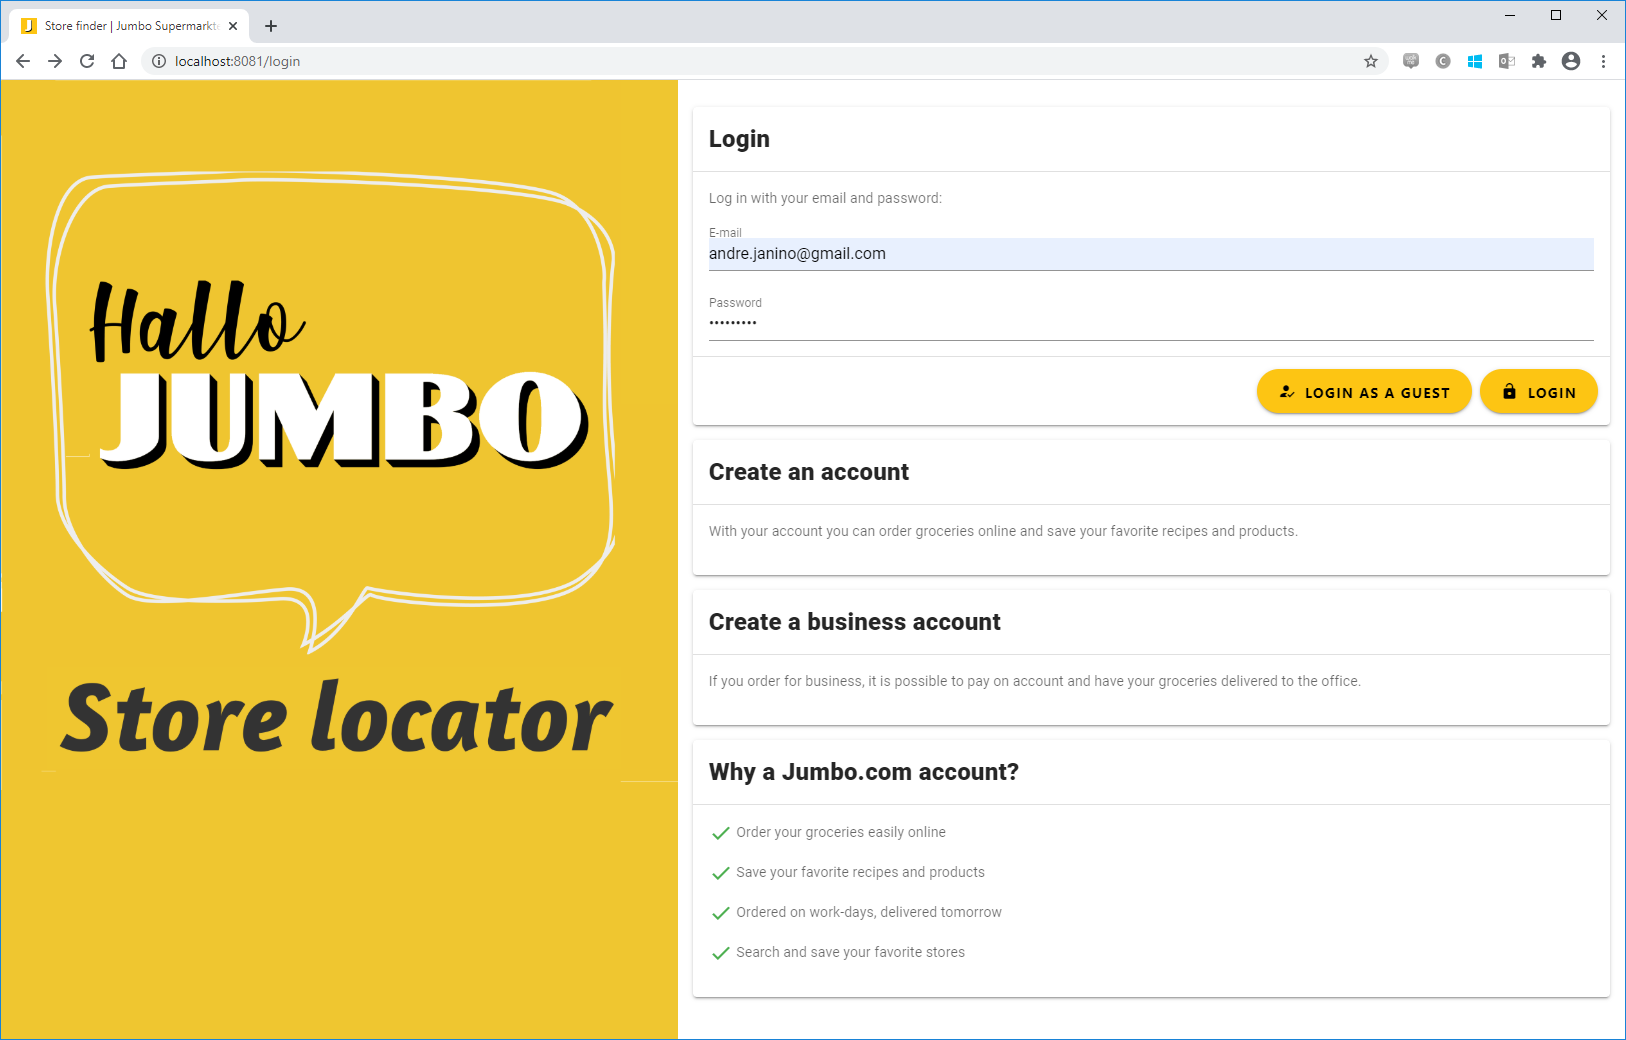 Store finder | Jumbo Supermarkte
localhost:8081/login
Hallo
JUMBO
Store locator
Login
Log in with your email and password:
E-mail
andre.janino@gmail.com
Password
•••••••••
LOGIN AS A GUEST
LOGIN
Create an account
With your account you can order groceries online and save your favorite recipes and products.
Create a business account
If you order for business, it is possible to pay on account and have your groceries delivered to the office.
Why a Jumbo.com account?
Order your groceries easily online
Save your favorite recipes and products
Ordered on work-days, delivered tomorrow
Search and save your favorite stores